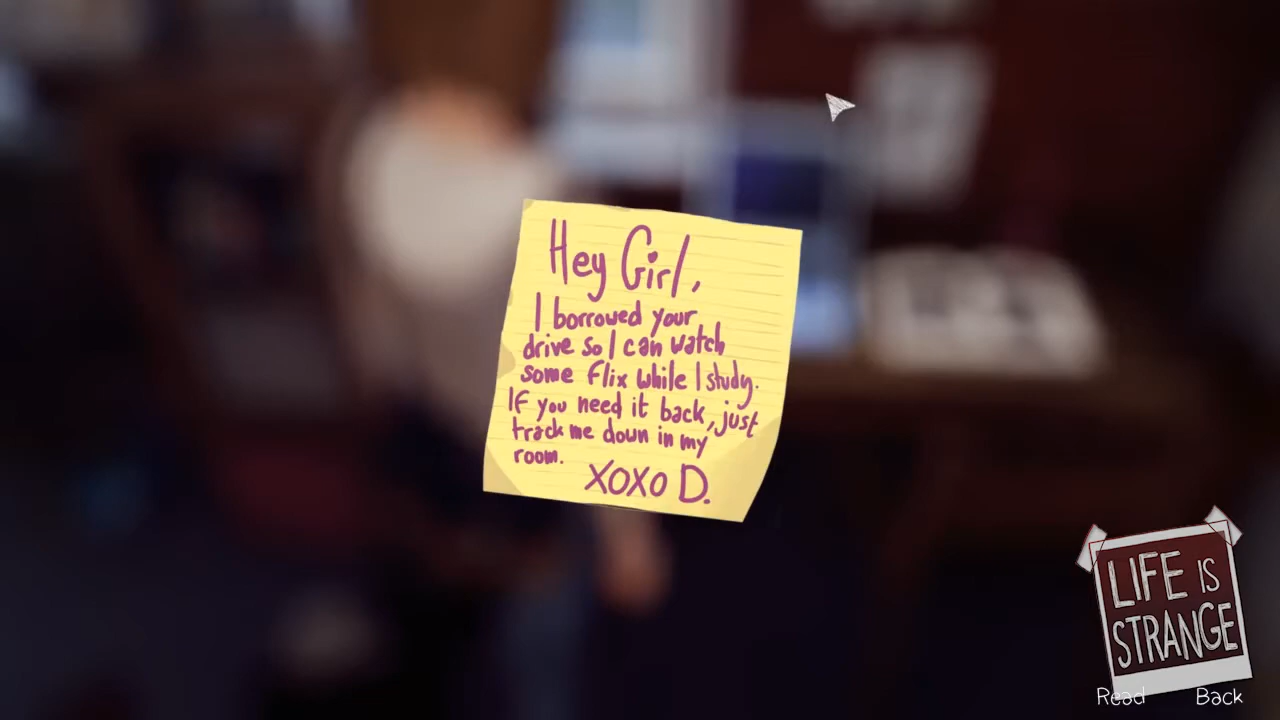 Hey Girl,
I borrowed your
drive so I can watch
some flix while I study.
If you need it back, just
track me down in my
room.
XOXO D.
LIFE IS
STRANGE
Read Back